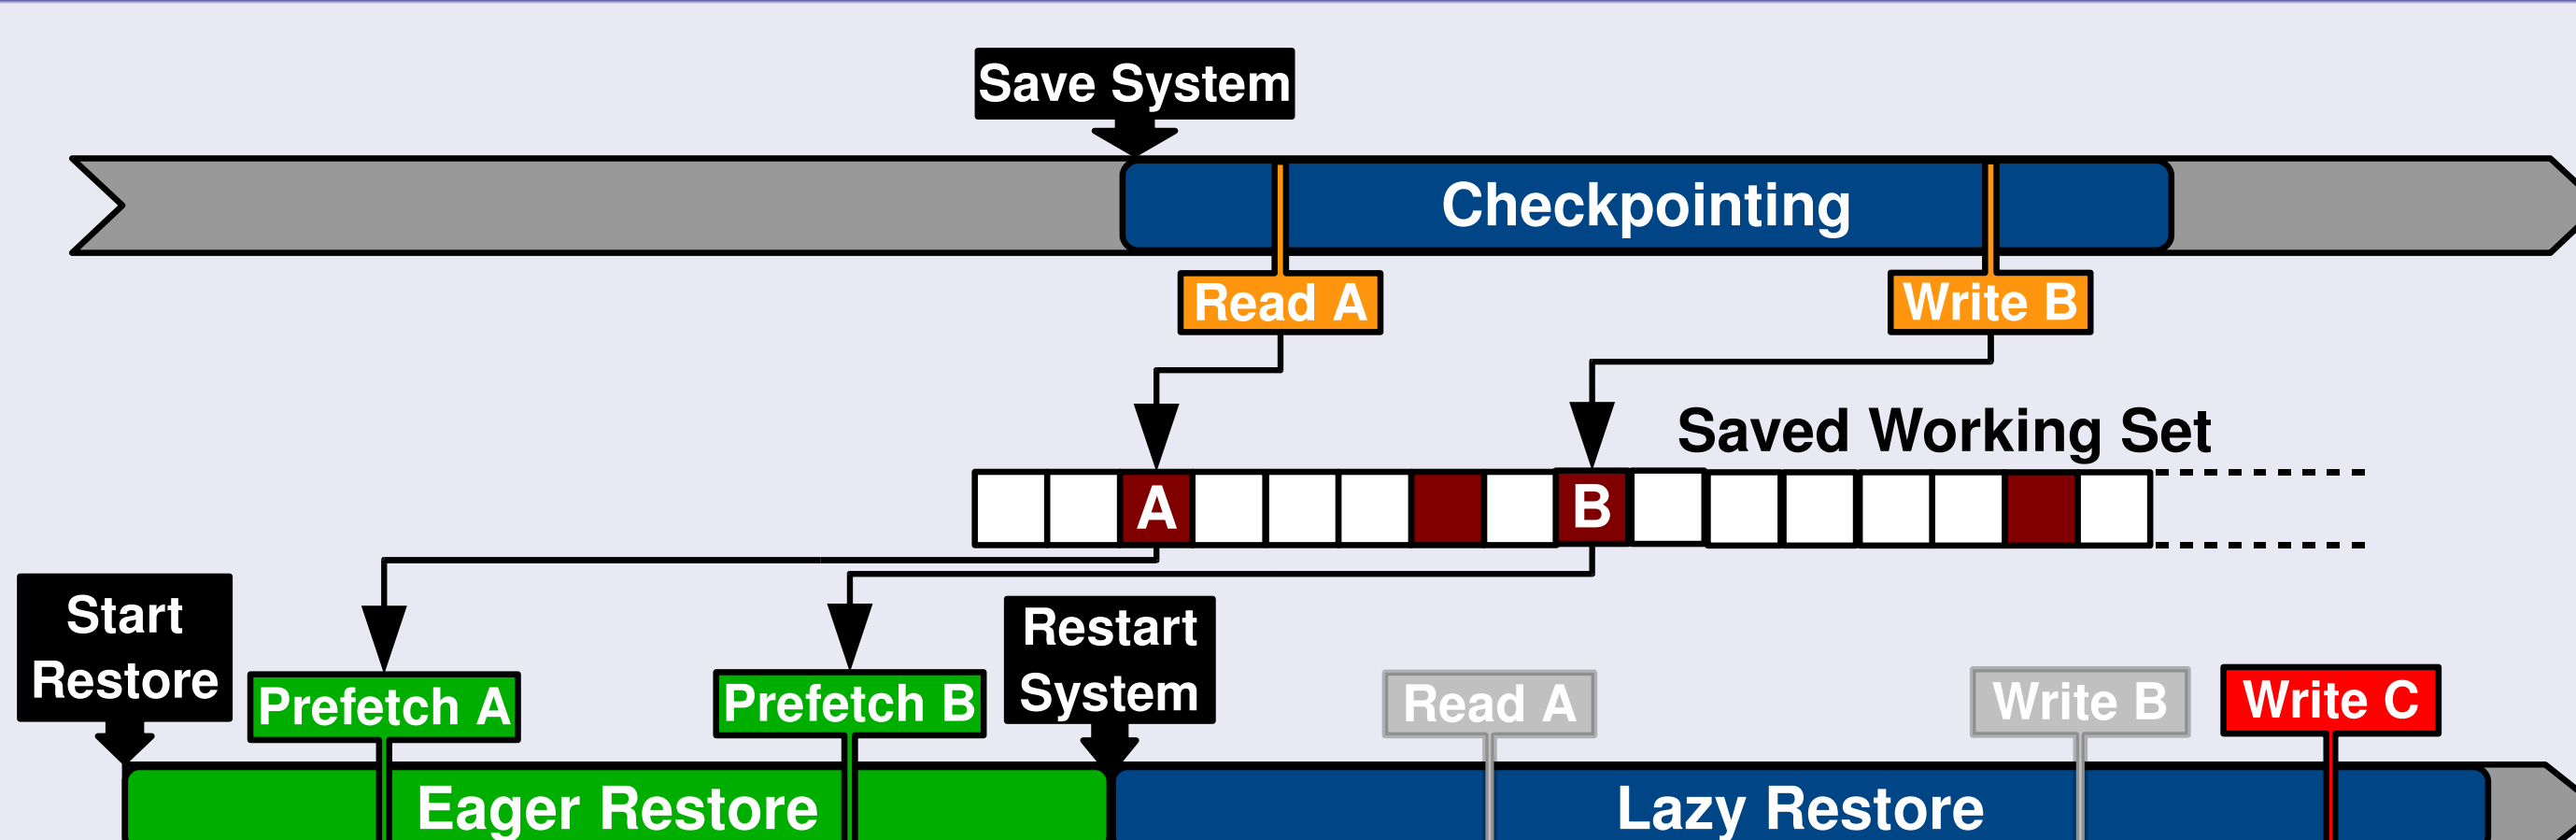 Save System
Checkpointing
Read A
Write B
Saved Working Set
A
B
Start
Restore
Prefetch A
Prefetch B
Restart
System
Read A
Write B
Write C
Eager Restore
Lazy Restore